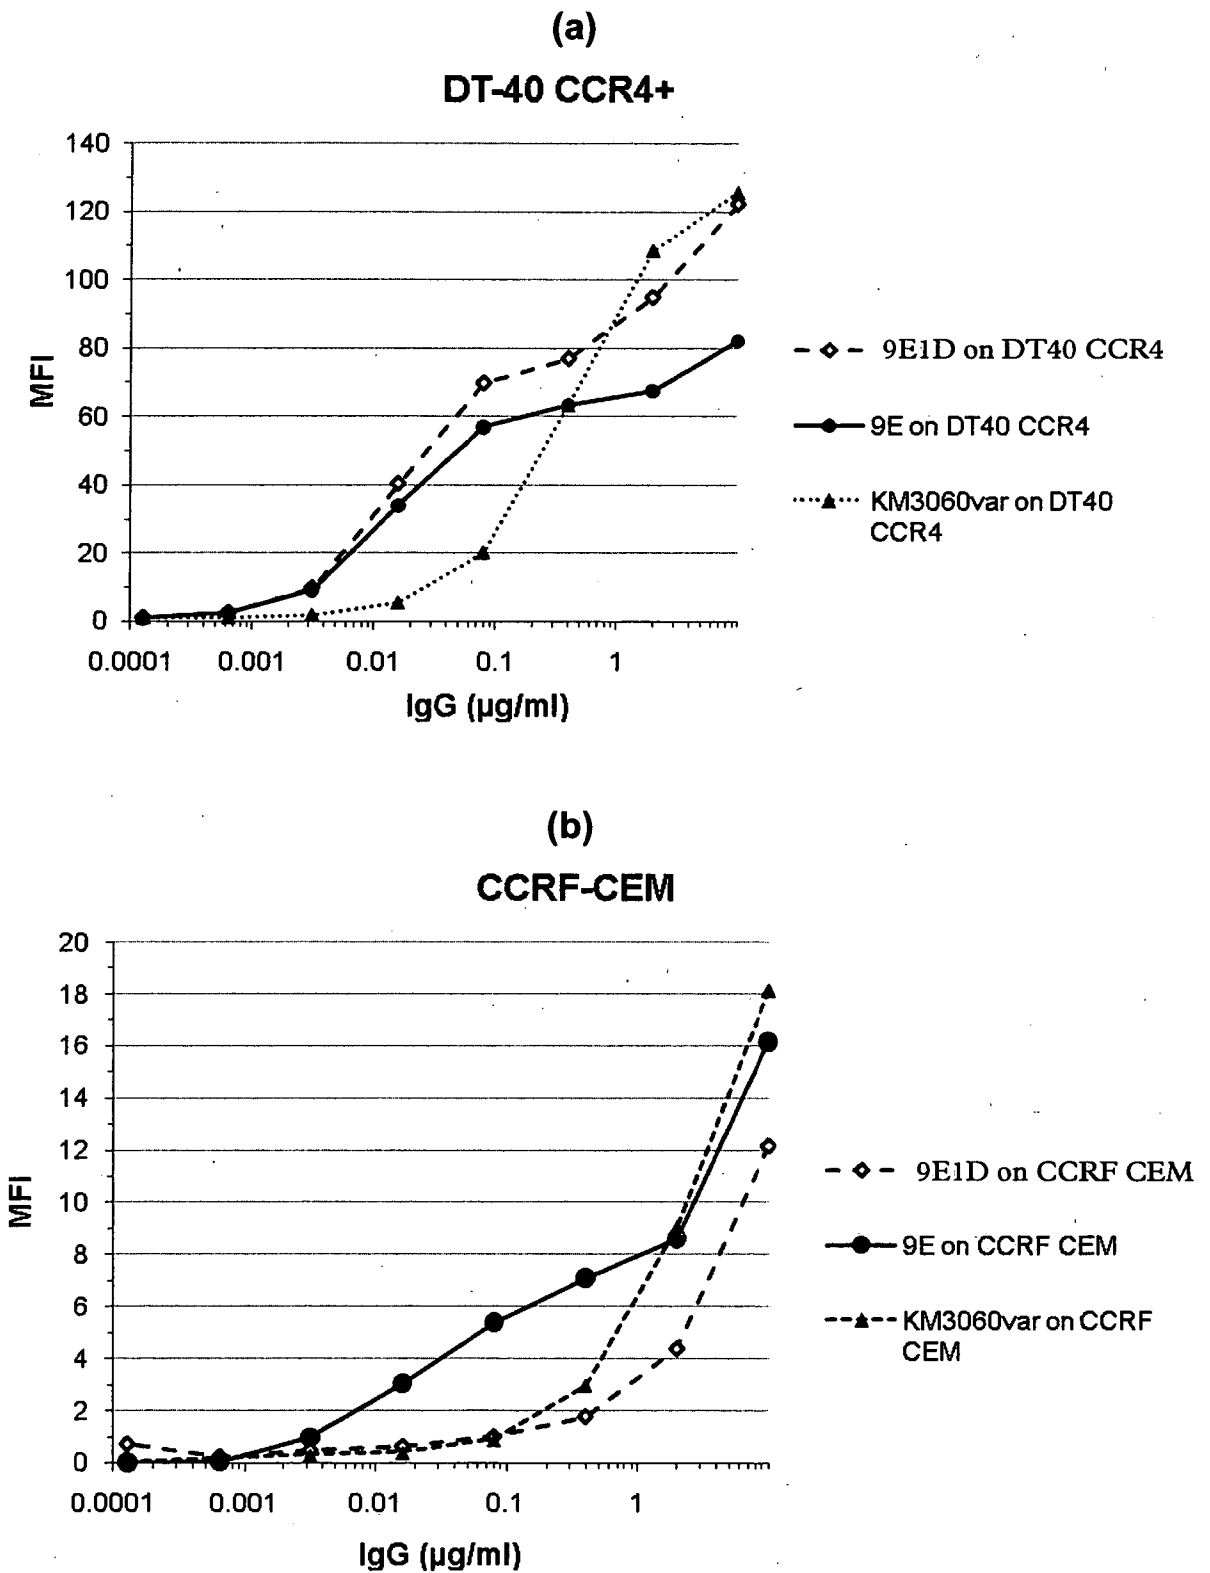 (a)
DT-40 CCR4+
140
120
100
80
60
40
20
0
MFI
0.0001 0.001 0.01 0.1 1
IgG (µg/ml)
9E1D on DT40 CCR4
9E on DT40 CCR4
KM3060var on DT40
CCR4
(b)
CCRF-CEM
20
18
16
14
12
10
8
6
4
2
0
MFI
0.0001 0.001 0.01 0.1 1
IgG (µg/ml)
9E1D on CCRF CEM
9E on CCRF CEM
KM3060var on CCRF
CEM